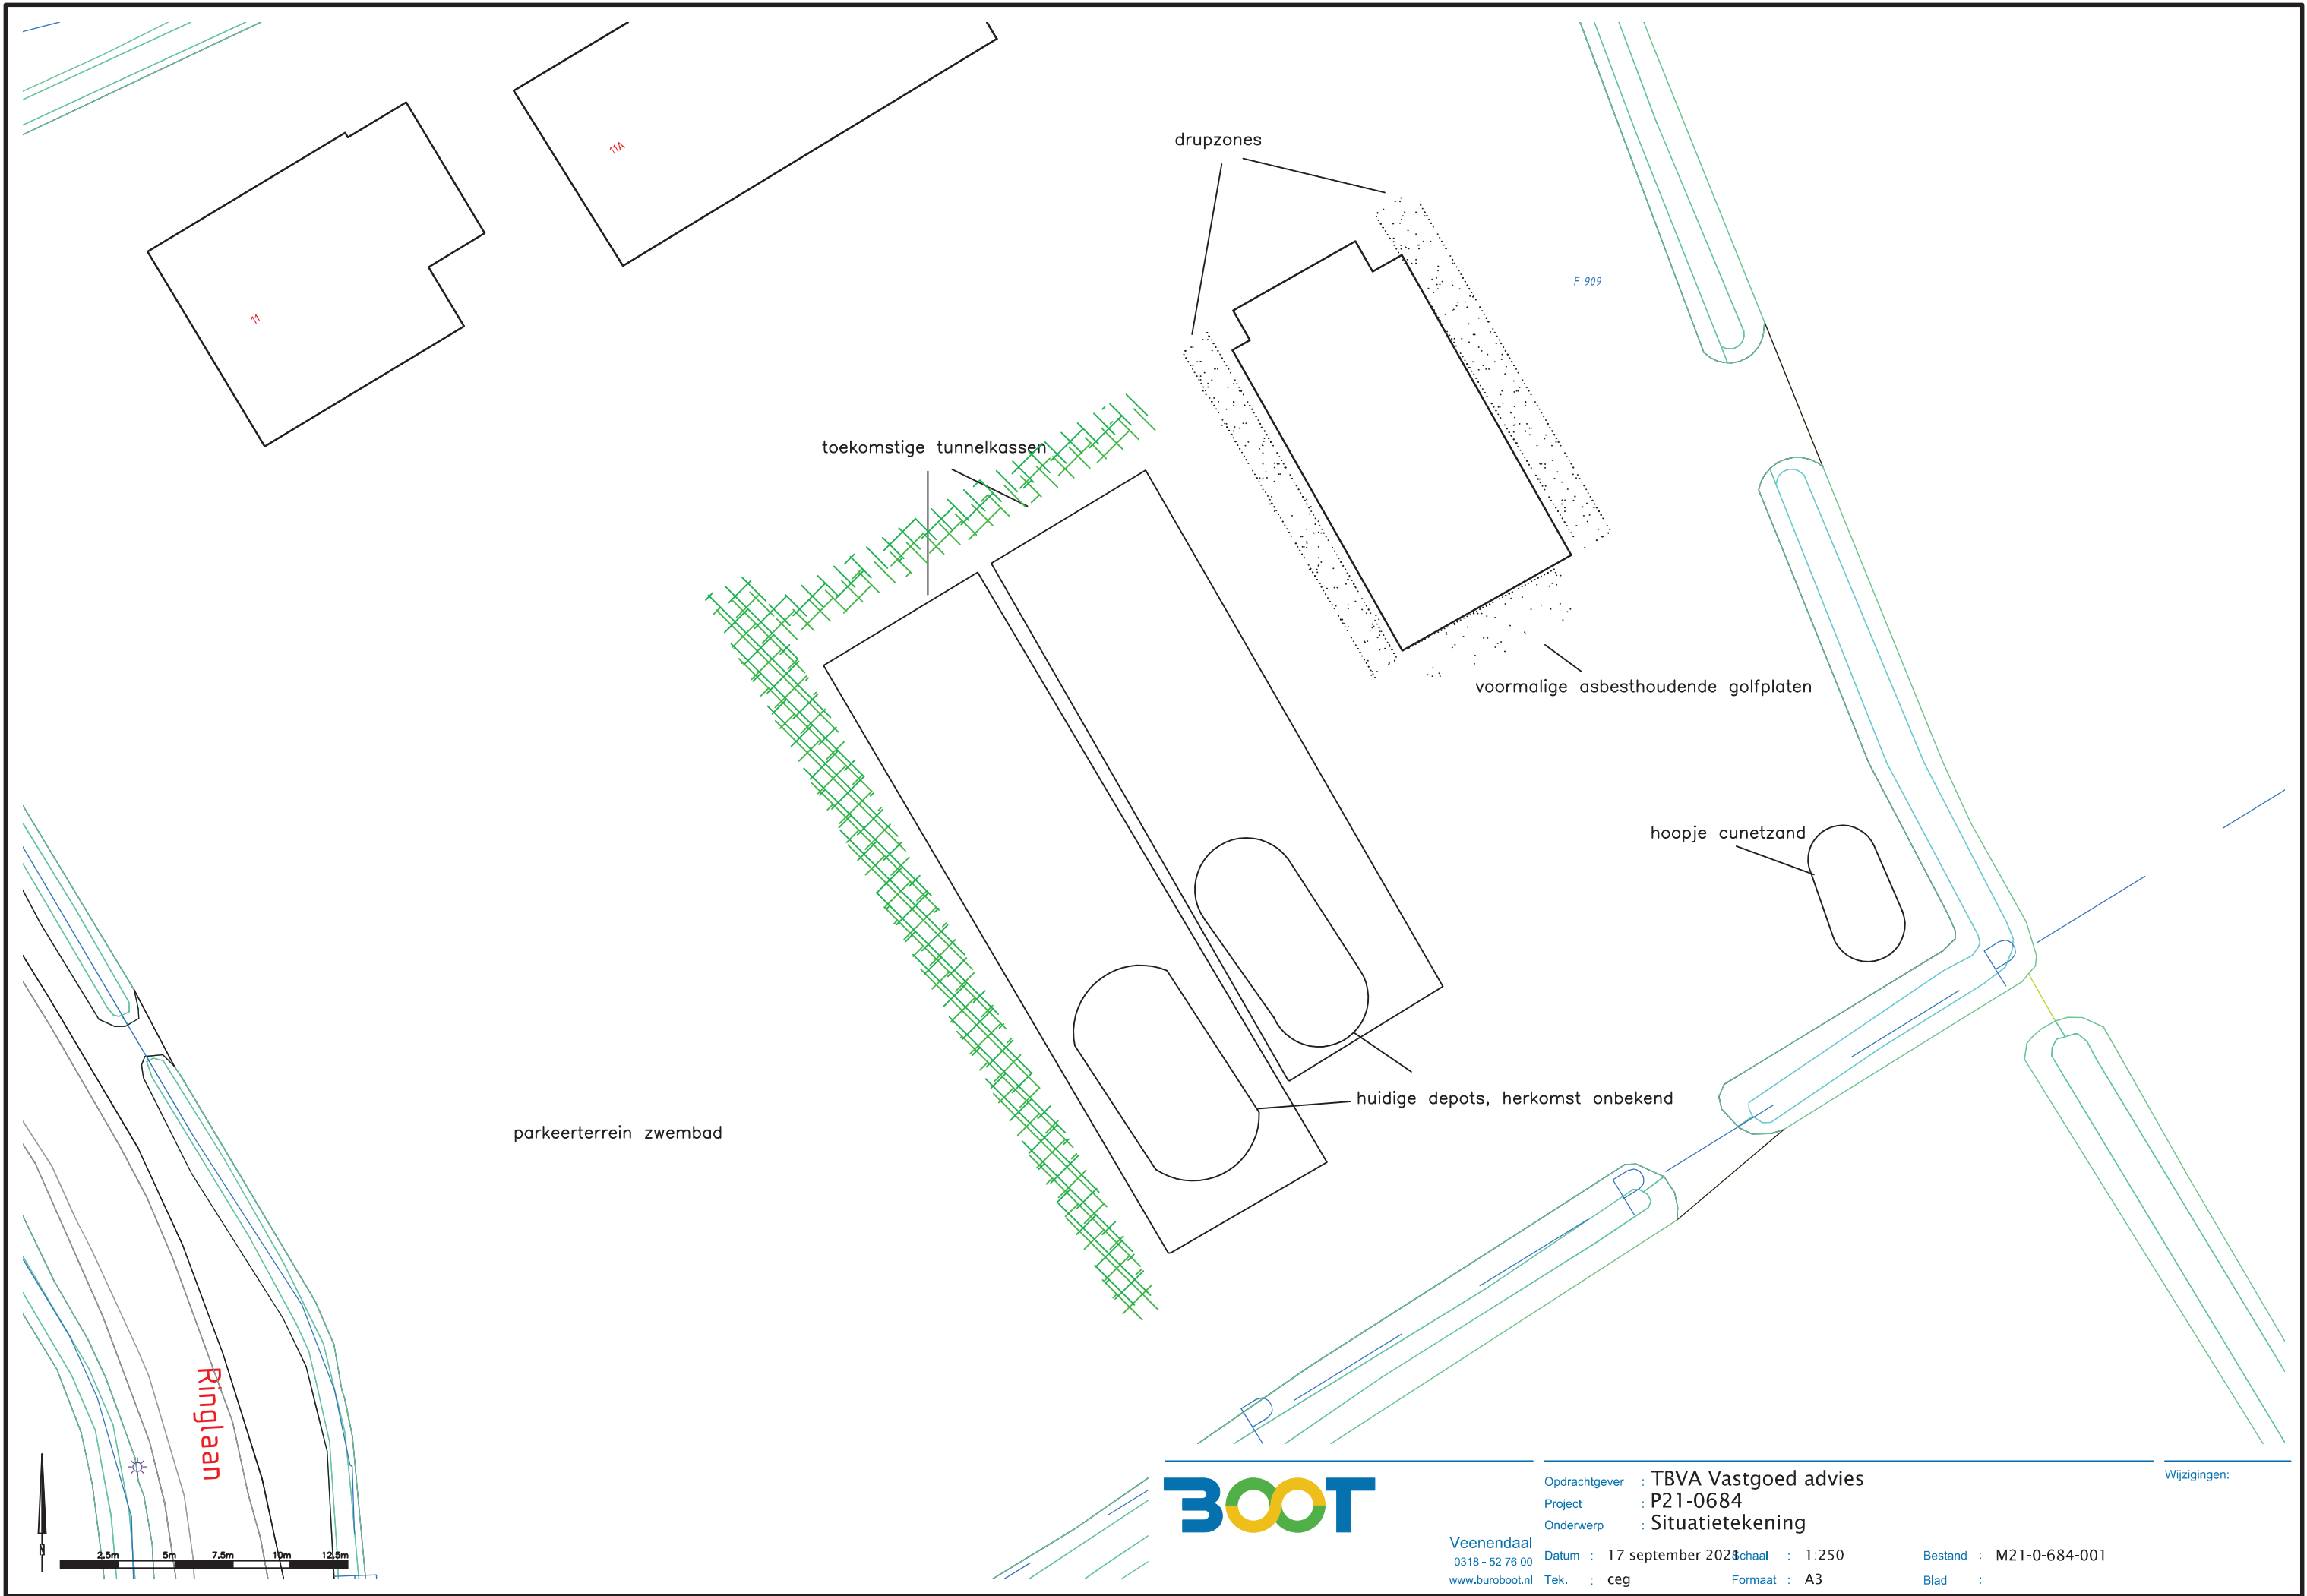 11A
11
drupzones
F 909
toekomstige tunnelkassen
voormalige asbesthoudende golfplaten
hoopje cunetzand
huidige depots, herkomst onbekend
parkeerterrein zwembad
Ringlaan
N
2.5m 5m 7.5m 10m 12.5m
BOOT
Veenendaal
0318 - 52 76 00
www.buroboot.nl
Opdrachtgever : TBVA Vastgoed advies
Project : P21-0684
Onderwerp : Situatietekening
Datum : 17 september 2021 Schaal : 1:250 Bestand : M21-0-684-001
Tek. : ceg Formaat : A3 Blad :
Wijzigingen: